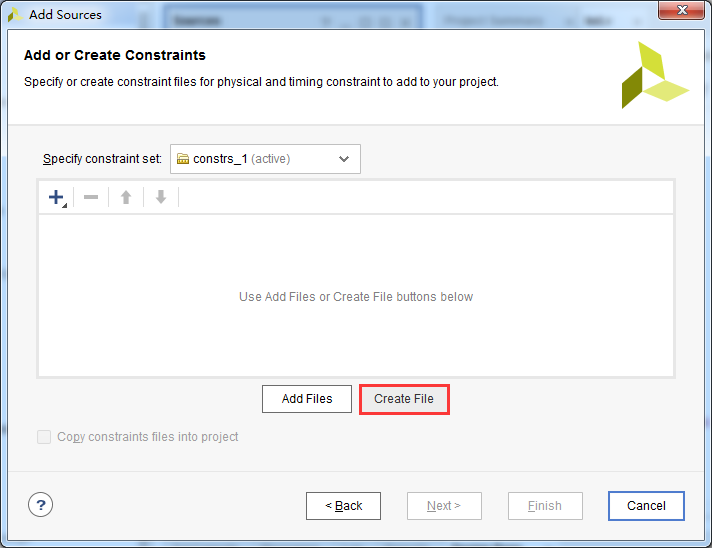 Add Sources
Add or Create Constraints
Specify or create constraint files for physical and timing constraint to add to your project.
Specify constraint set: constrs_1 (active)
Use Add Files or Create File buttons below
Add Files Create File
Copy constraints files into project
? < Back Next > Finish Cancel